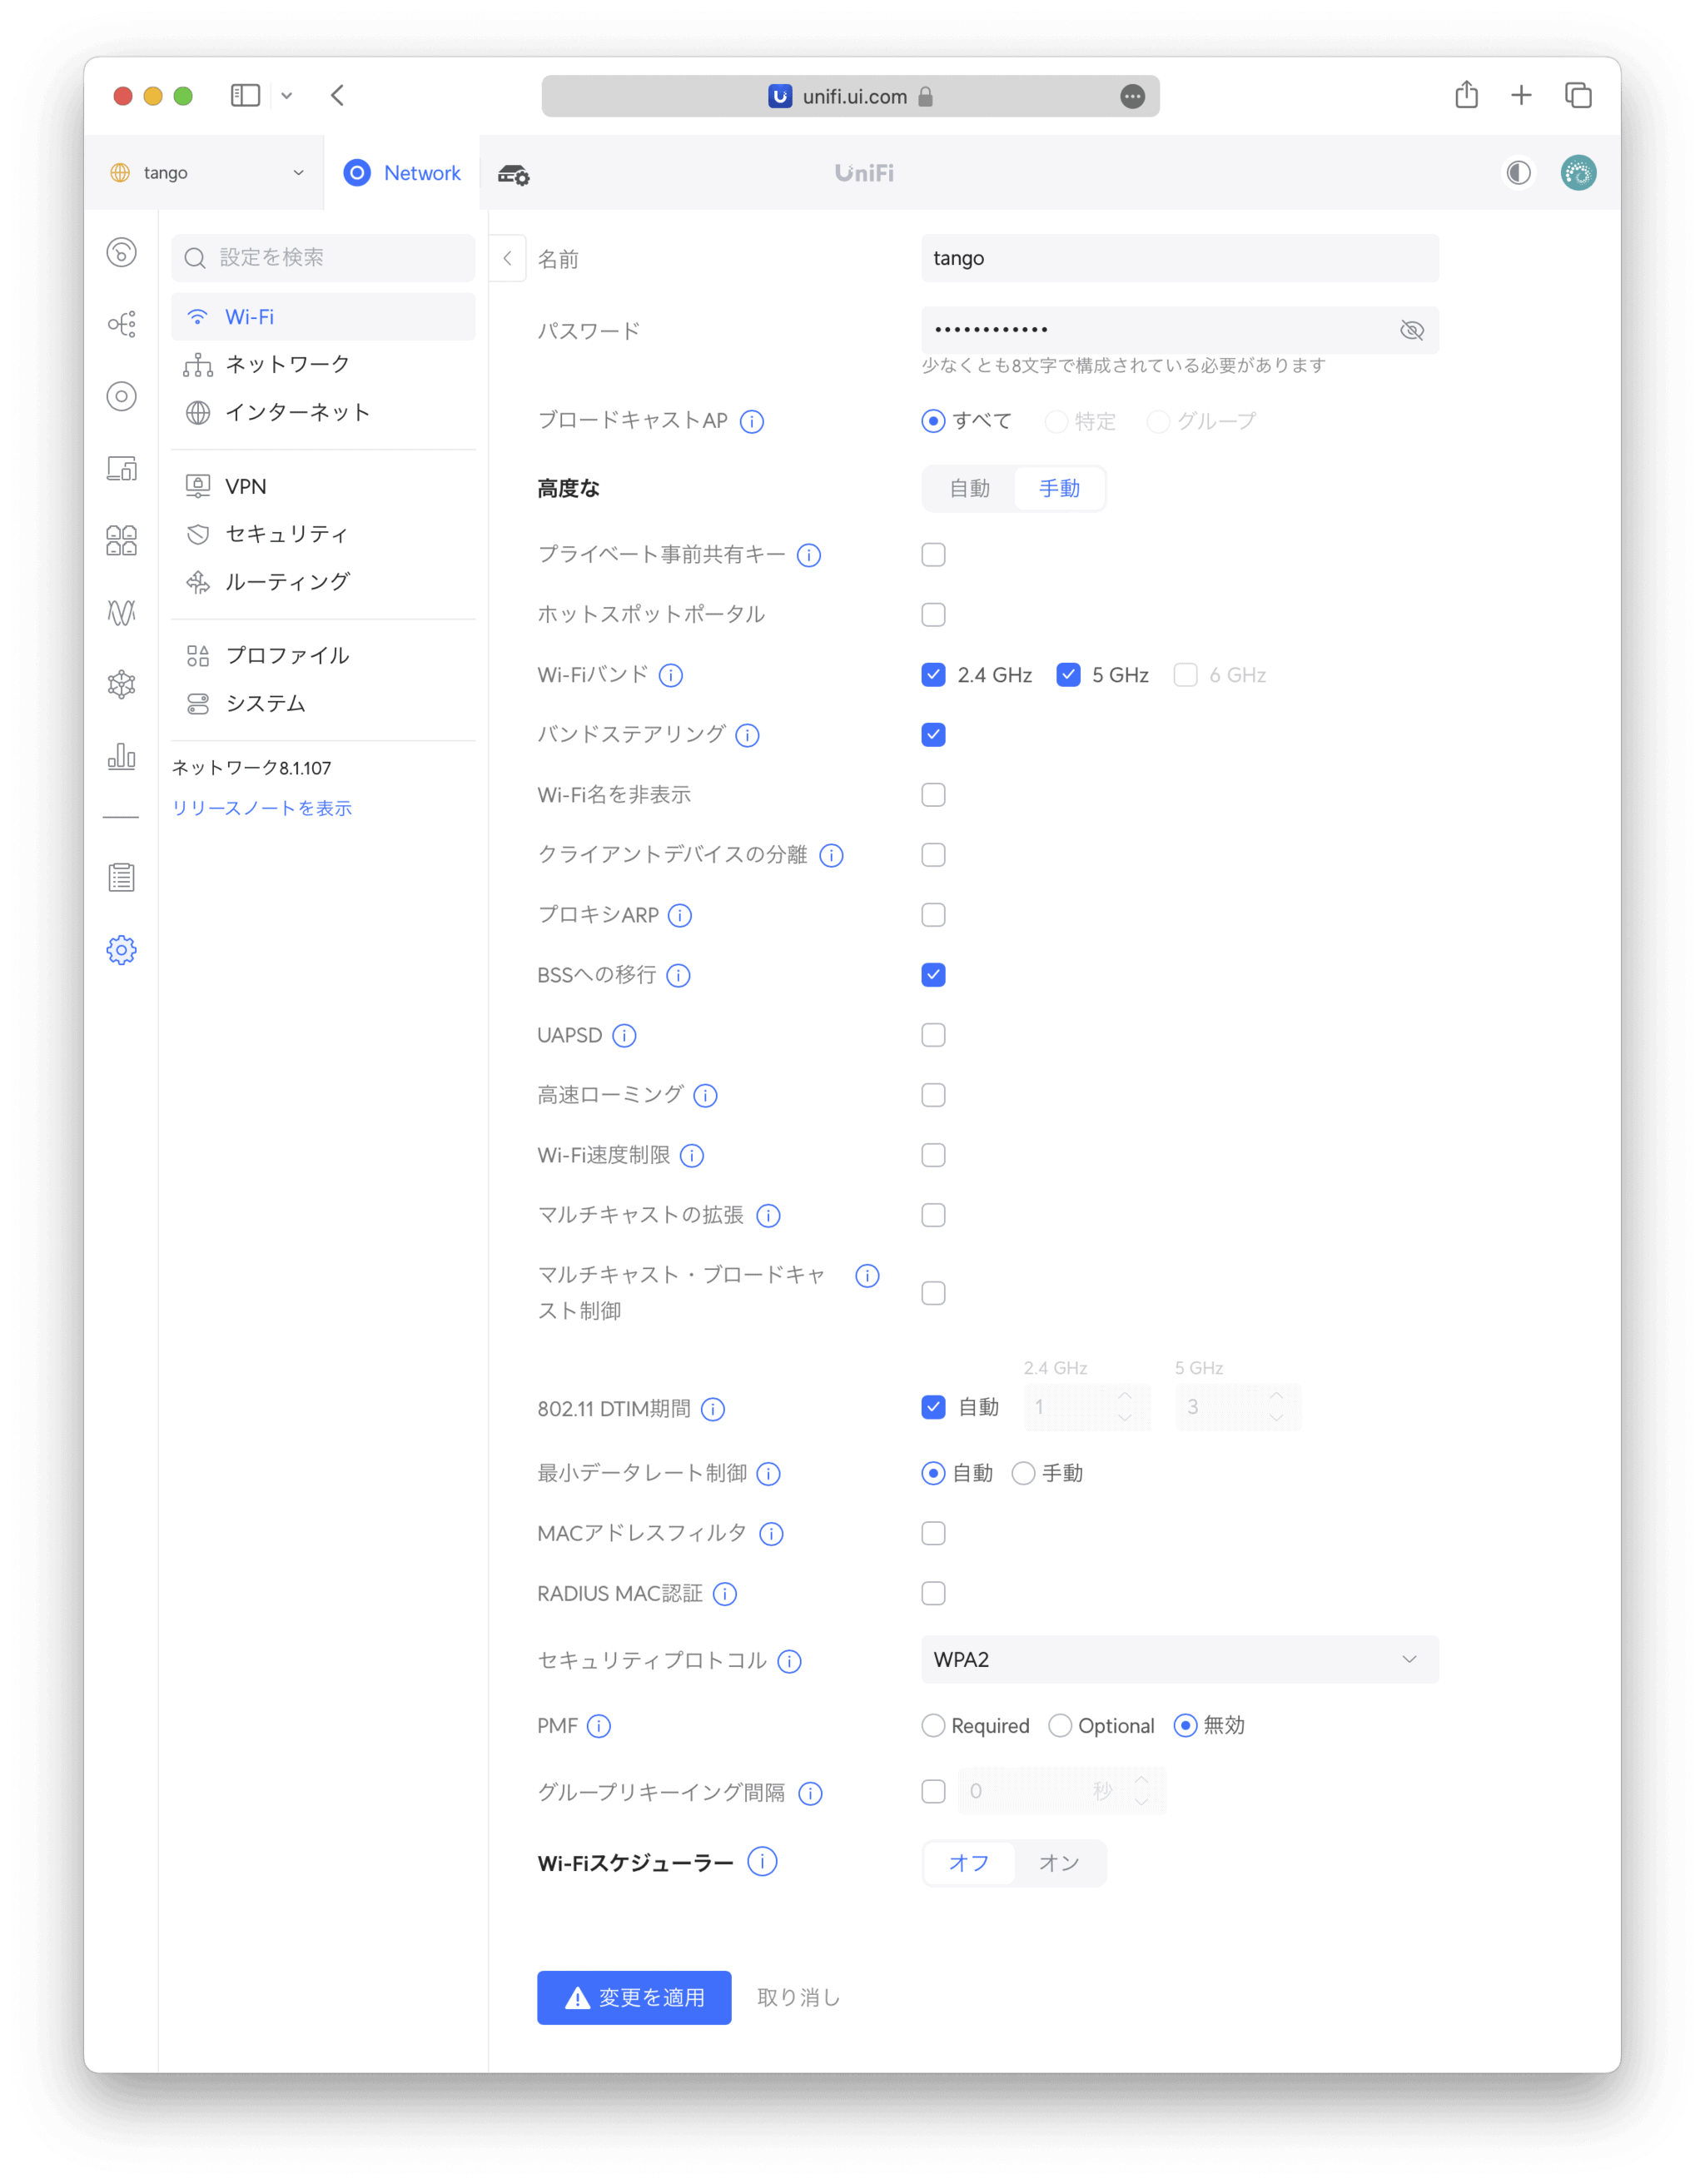 unifi.ui.com
tango
Network
UniFi
設定を検索
Wi-Fi
ネットワーク
インターネット
VPN
セキュリティ
ルーティング
プロファイル
システム
ネットワーク8.1.107
リリースノートを表示
名前
tango
パスワード
••••••••••••
少なくとも8文字で構成されている必要があります
ブロードキャストAP
すべて 特定 グループ
高度な
自動 手動
プライベート事前共有キー
ホットスポットポータル
Wi-Fiバンド
2.4 GHz 5 GHz 6 GHz
バンドステアリング
Wi-Fi名を非表示
クライアントデバイスの分離
プロキシARP
BSSへの移行
UAPSD
高速ローミング
Wi-Fi速度制限
マルチキャストの拡張
マルチキャスト・ブロードキャ
スト制御
2.4 GHz 5 GHz
802.11 DTIM期間
自動 1 3
最小データレート制御
自動 手動
MACアドレスフィルタ
RADIUS MAC認証
セキュリティプロトコル
WPA2
PMF
Required Optional 無効
グループリキーイング間隔
0 秒
Wi-Fiスケジューラー
オフ オン
変更を適用 取り消し